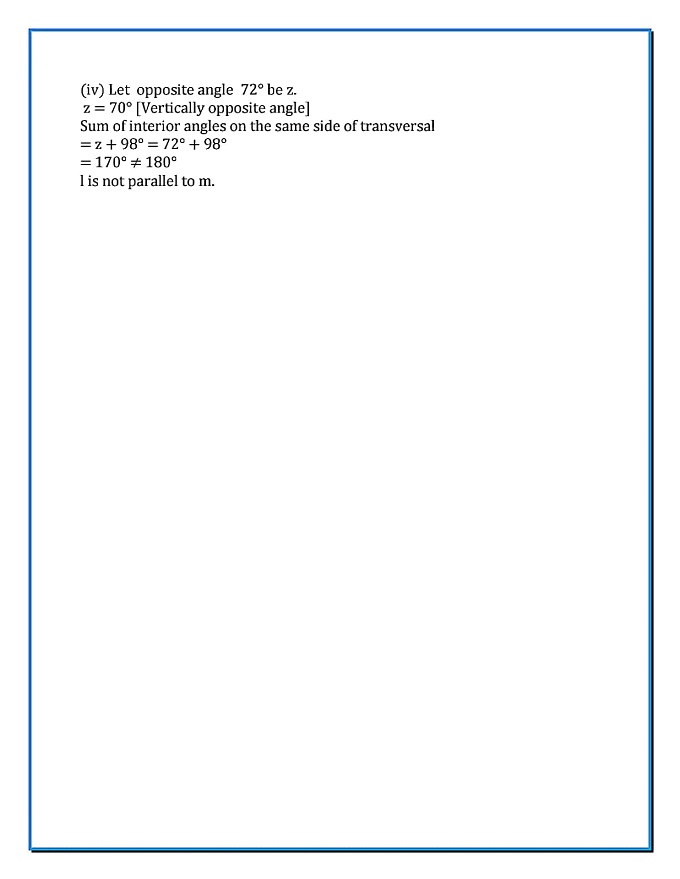 (iv) Let opposite angle 72° be z.
z = 70° [Vertically opposite angle]
Sum of interior angles on the same side of transversal
= z + 98° = 72° + 98°
= 170° ≠ 180°
l is not parallel to m.